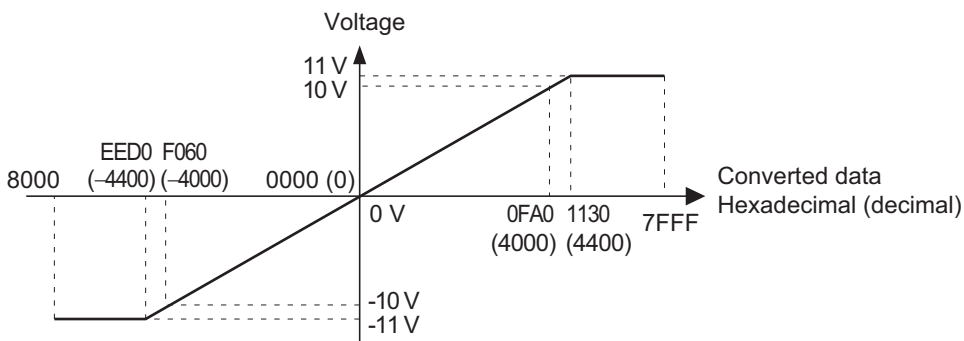 Voltage
11 V
10 V
EED0 F060
8000 (−4400) (−4000) 0000 (0)
Converted data
Hexadecimal (decimal)
0 V
0FA0 1130 7FFF
(4000) (4400)
-10 V
-11 V